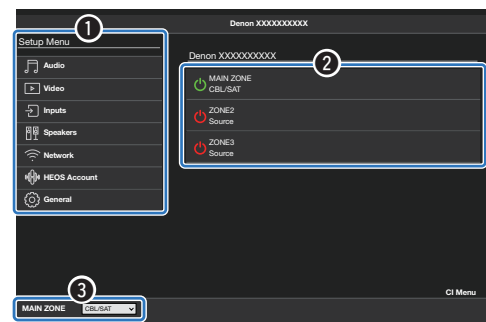 Denon XXXXXXXXXX
①
Setup Menu
Audio
Video
Inputs
Speakers
Network
HEOS Account
General
Denon XXXXXXXXXX
②
MAIN ZONE
CBL/SAT
ZONE2
Source
ZONE3
Source
CI Menu
③
MAIN ZONE CBL/SAT